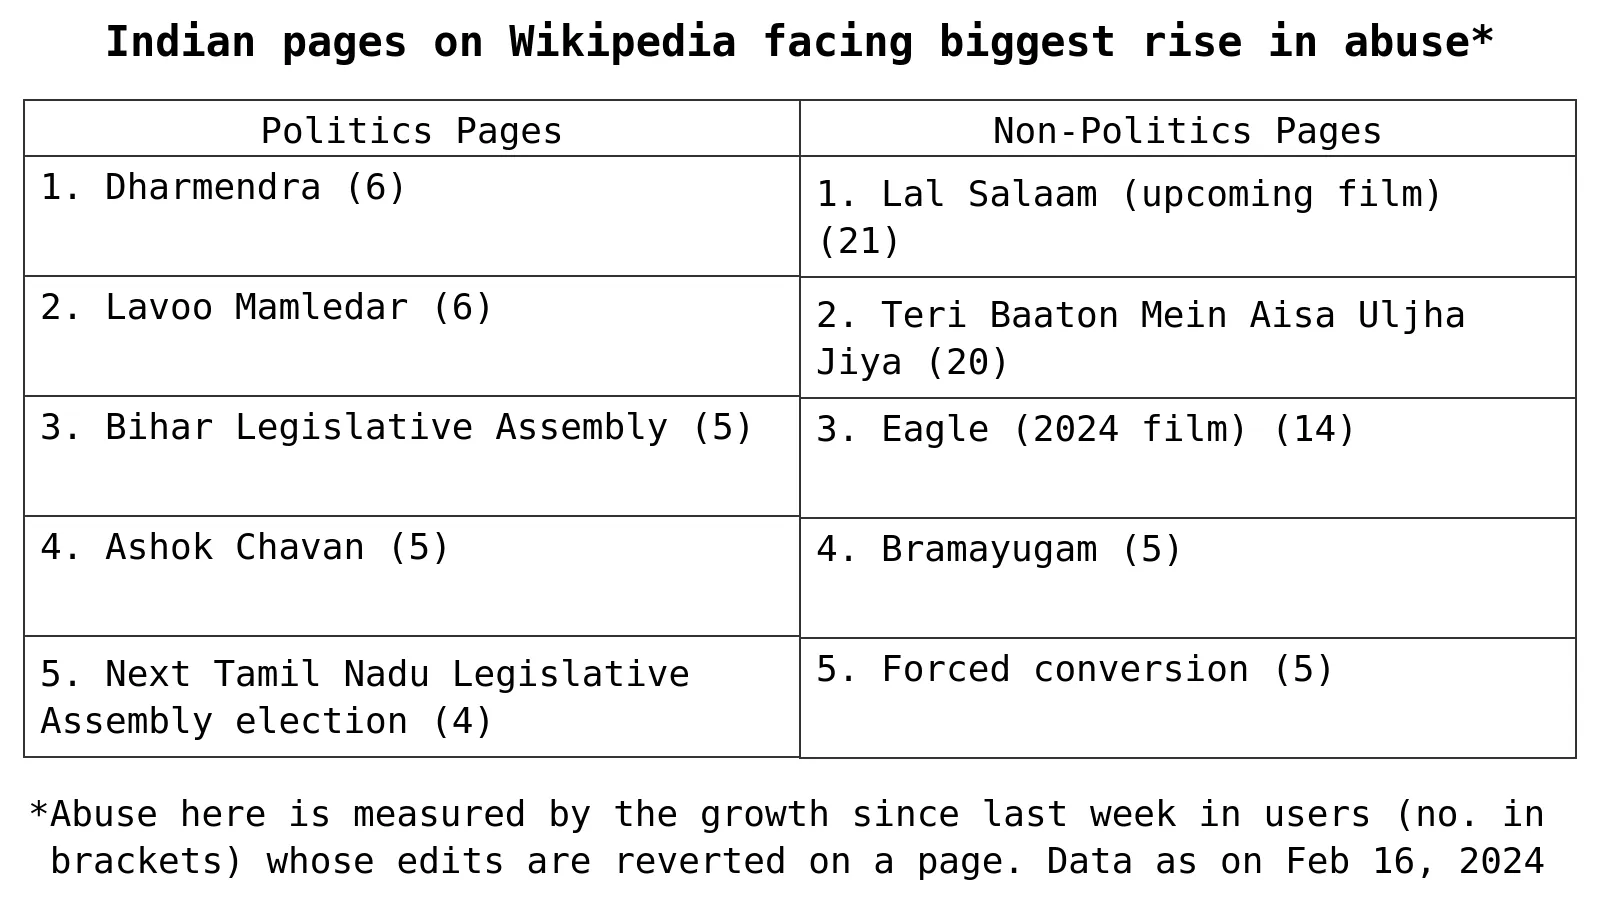 Indian pages on Wikipedia facing biggest rise in abuse*
Politics Pages
1. Dharmendra (6)
2. Lavoo Mamledar (6)
3. Bihar Legislative Assembly (5)
4. Ashok Chavan (5)
5. Next Tamil Nadu Legislative
Assembly election (4)
Non-Politics Pages
1. Lal Salaam (upcoming film)
(21)
2. Teri Baaton Mein Aisa Uljha
Jiya (20)
3. Eagle (2024 film) (14)
4. Bramayugam (5)
5. Forced conversion (5)
*Abuse here is measured by the growth since last week in users (no. in
brackets) whose edits are reverted on a page. Data as on Feb 16, 2024